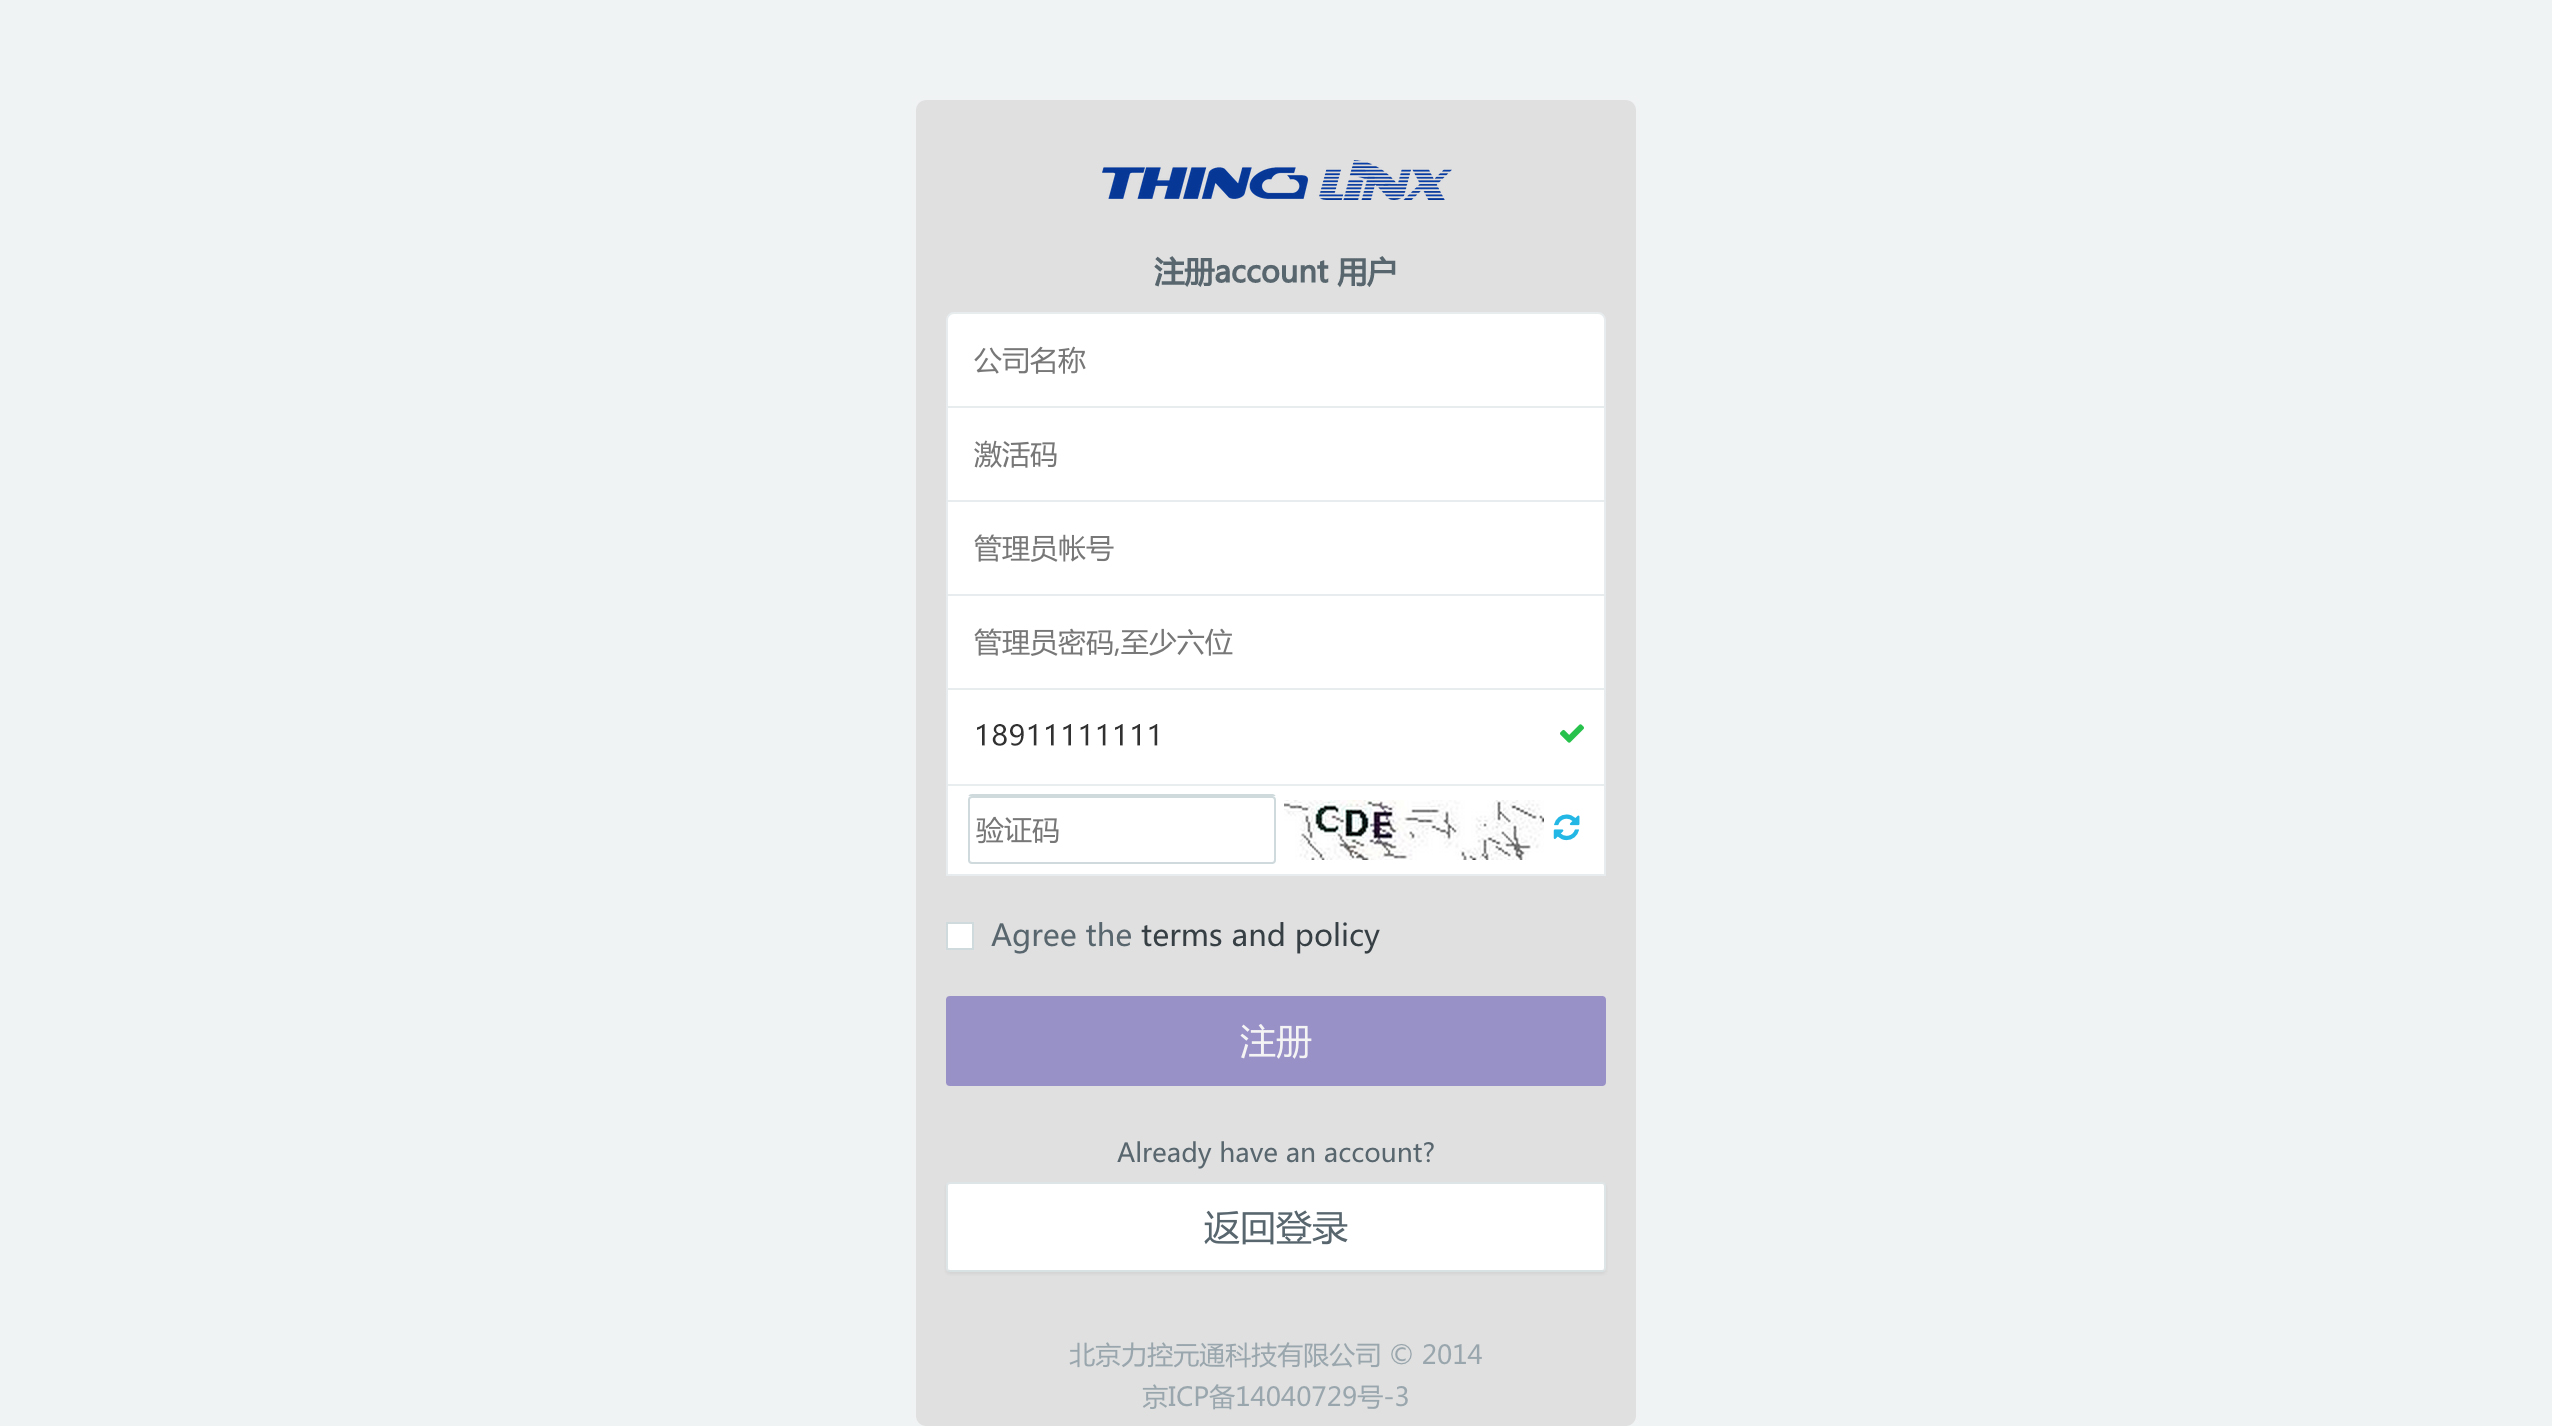 THING LINX
注册account 用户
公司名称
激活码
管理员帐号
管理员密码,至少六位
18911111111
验证码
CDE
Agree the terms and policy
注册
Already have an account?
返回登录
北京力控元通科技有限公司 © 2014
京ICP备14040729号-3